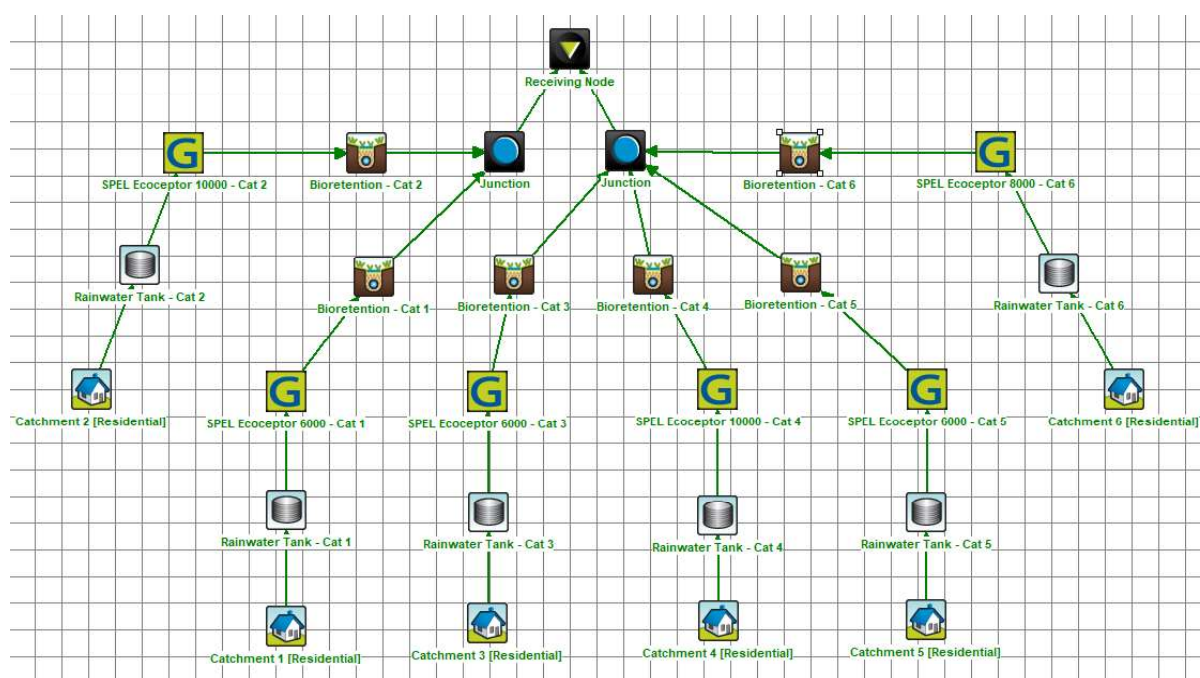 Receiving Node
G
SPEL Ecoceptor 10000 - Cat 2
Bioretention - Cat 2
Junction
Junction
Bioretention - Cat 6
G
SPEL Ecoceptor 8000 - Cat 6
Rainwater Tank - Cat 2
Bioretention - Cat 1
Bioretention - Cat 3
Bioretention - Cat 4
Bioretention - Cat 5
Rainwater Tank - Cat 6
Catchment 2 [Residential]
G
SPEL Ecoceptor 6000 - Cat 1
G
SPEL Ecoceptor 6000 - Cat 3
G
SPEL Ecoceptor 10000 - Cat 4
G
SPEL Ecoceptor 6000 - Cat 5
Catchment 6 [Residential]
Rainwater Tank - Cat 1
Rainwater Tank - Cat 3
Rainwater Tank - Cat 4
Rainwater Tank - Cat 5
Catchment 1 [Residential]
Catchment 3 [Residential]
Catchment 4 [Residential]
Catchment 5 [Residential]